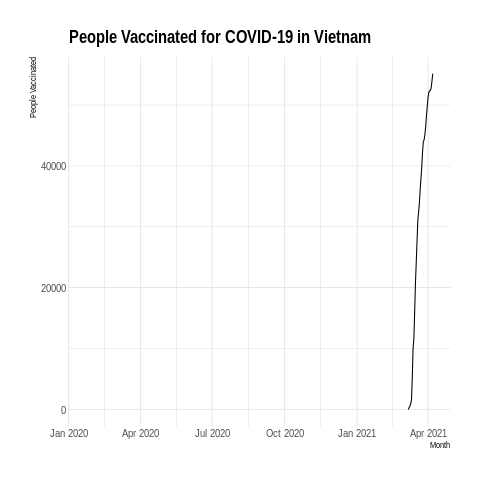 People Vaccinated for COVID-19 in Vietnam
People Vaccinated
40000
20000
0
Jan 2020 Apr 2020 Jul 2020 Oct 2020 Jan 2021 Apr 2021
Month